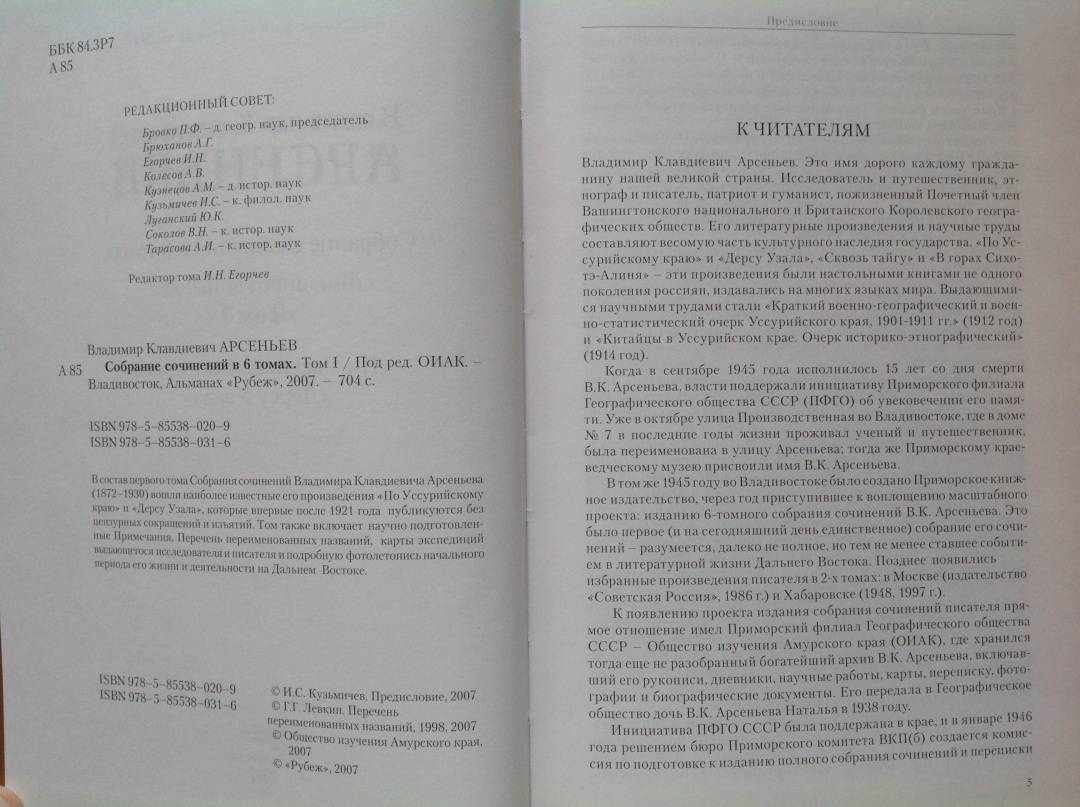 ББК 84.3Р7
А 85
РЕДАКЦИОННЫЙ СОВЕТ:
Бровко П.Ф. – д. геогр. наук, председатель
Брюханов А.Г.
Егорчев И.Н.
Колесов А.В.
Кузнецов А.М. – д. истор. наук
Кузьмичев И.С. – к. филол. наук
Луганский Ю.К.
Соколов В.Н. – к. истор. наук
Тарасова А.И. – к. истор. наук
Редактор тома И.Н. Егорчев
Владимир Клавдиевич АРСЕНЬЕВ
А 85 Собрание сочинений в 6 томах. Том I / Под ред. ОИАК. –
Владивосток, Альманах «Рубеж», 2007. – 704 с.
ISBN 978-5-85538-020-9
ISBN 978-5-85538-031-6
В состав первого тома Собрания сочинений Владимира Клавдиевича Арсеньева
(1872–1930) вошли наиболее известные его произведения «По Уссурийскому
краю» и «Дерсу Узала», которые впервые после 1921 года публикуются без
цензурных сокращений и изъятий. Том также включает научно подготовлен-
ные Примечания, Перечень переименованных названий, карты экспедиций
выдающегося исследователя и писателя и подробную фотолетопись начального
периода его жизни и деятельности на Дальнем Востоке.
ISBN 978-5-85538-020-9
ISBN 978-5-85538-031-6
© И.С. Кузьмичев. Предисловие, 2007
© Г.Г. Левкин. Перечень
переименованных названий, 1998, 2007
© Общество изучения Амурского края,
2007
© «Рубеж», 2007
Предисловие
К ЧИТАТЕЛЯМ
Владимир Клавдиевич Арсеньев. Это имя дорого каждому гражда-
нину нашей великой страны. Исследователь и путешественник, эт-
нограф и писатель, патриот и гуманист, пожизненный Почетный член
Вашингтонского национального и Британского Королевского геогра-
фических обществ. Его литературные произведения и научные труды
составляют весомую часть культурного наследия государства. «По Ус-
сурийскому краю» и «Дерсу Узала», «Сквозь тайгу» и «В горах Сихо-
тэ-Алиня» – эти произведения были настольными книгами не одного
поколения россиян, издавались на многих языках мира. Выдающими-
ся научными трудами стали «Краткий военно-географический и воен-
но-статистический очерк Уссурийского края, 1901-1911 гг.» (1912 год)
и «Китайцы в Уссурийском крае. Очерк историко-этнографический»
(1914 год).
Когда в сентябре 1945 года исполнилось 15 лет со дня смерти
В.К. Арсеньева, власти поддержали инициативу Приморского филиала
Географического общества СССР (ПФГО) об увековечении его памя-
ти. Уже в октябре улица Производственная во Владивостоке, где в доме
№ 7 в последние годы жизни проживал ученый и путешественник,
была переименована в улицу Арсеньева; тогда же Приморскому крае-
ведческому музею присвоили имя В.К. Арсеньева.
В том же 1945 году во Владивостоке было создано Приморское книж-
ное издательство, через год приступившее к воплощению масштабного
проекта: изданию 6-томного собрания сочинений В.К. Арсеньева. Это
было первое (и на сегодняшний день единственное) собрание его сочи-
нений – разумеется, далеко не полное, но тем не менее ставшее событи-
ем в литературной жизни Дальнего Востока. Позднее появились
избранные произведения писателя в 2-х томах: в Москве (издательство
«Советская Россия», 1986 г.) и Хабаровске (1948, 1997 г.).
К появлению проекта издания собрания сочинений писателя пря-
мое отношение имел Приморский филиал Географического общества
СССР – Общество изучения Амурского края (ОИАК), где хранился
тогда еще не разобранный богатейший архив В.К. Арсеньева, включав-
ший его рукописи, дневники, научные работы, карты, переписку, фото-
графии и биографические документы. Его передала в Географическое
общество дочь В.К. Арсеньева Наталья в 1938 году.
Инициатива ПФГО СССР была поддержана в крае, и в январе 1946
года решением бюро Приморского комитета ВКП(б) создается комис-
сия по подготовке к изданию полного собрания сочинений и переписки
5